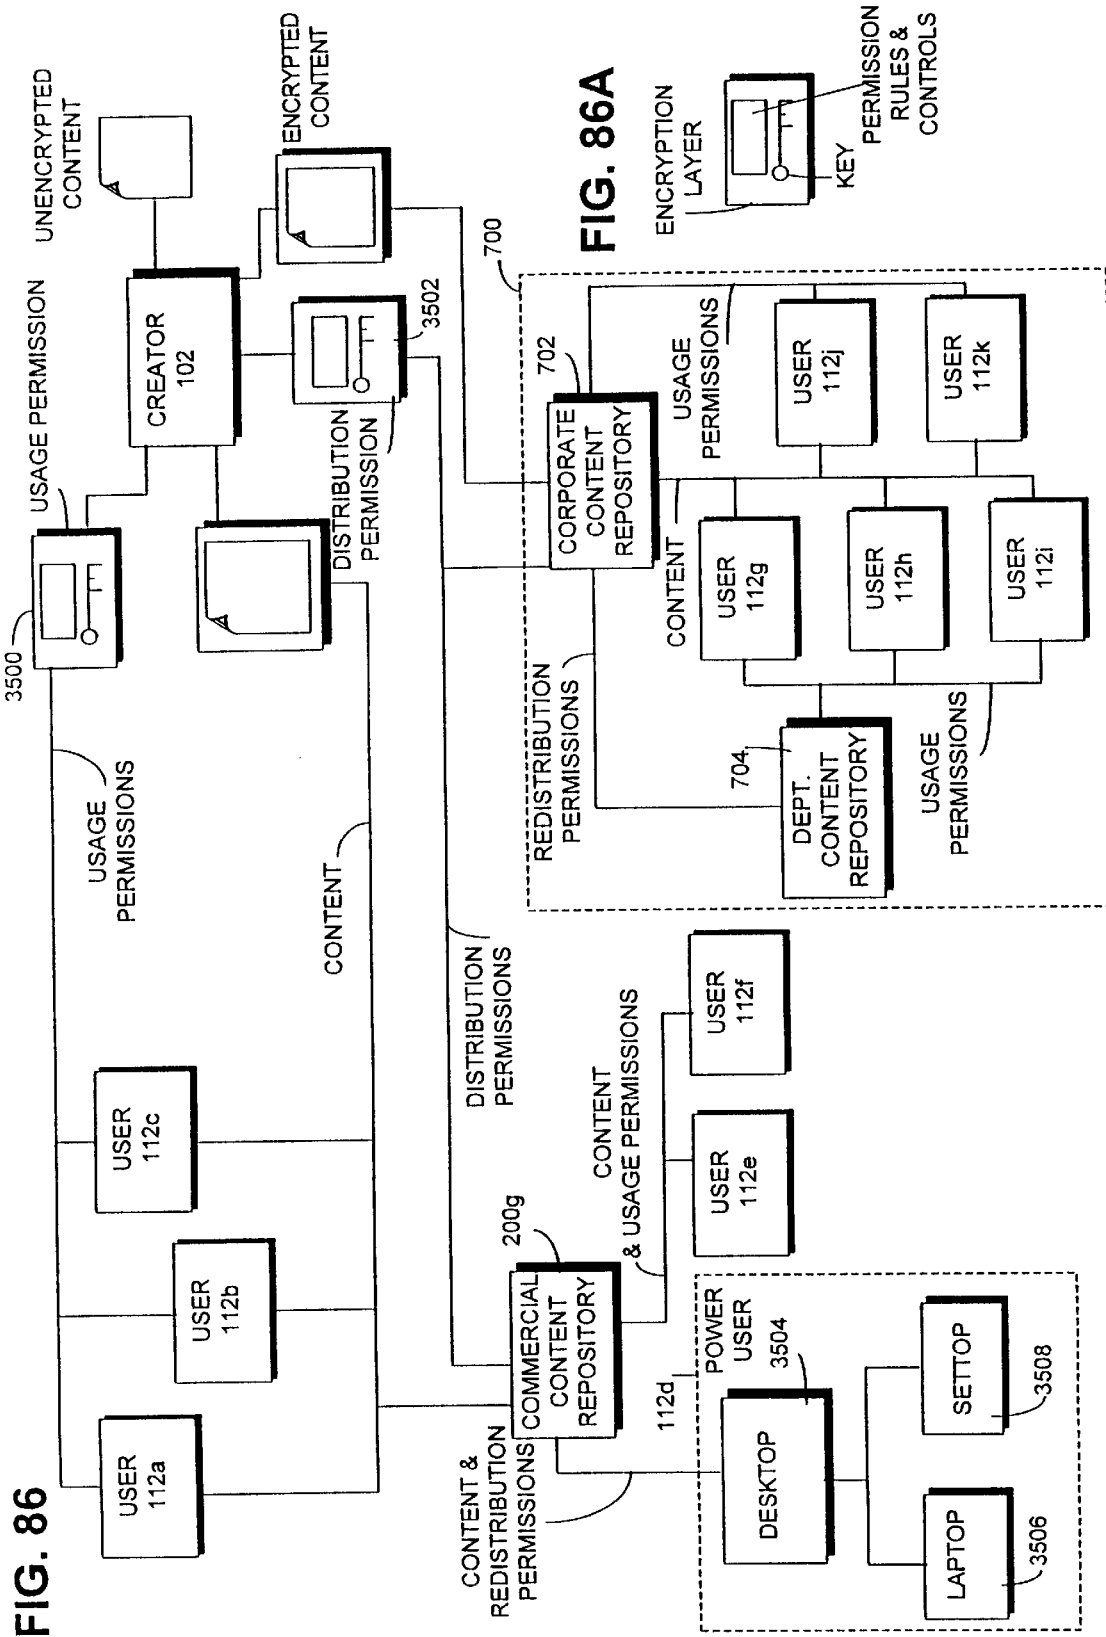 FIG. 86
UNENCRYPTED
CONTENT
USAGE PERMISSION
3500
CREATOR
102
ENCRYPTED
CONTENT
3502
DISTRIBUTION
PERMISSION
USAGE
PERMISSIONS
CONTENT
USER
112a
USER
112b
USER
112c
DISTRIBUTION
PERMISSIONS
COMMERCIAL
CONTENT
REPOSITORY
200g
CONTENT &
REDISTRIBUTION
PERMISSIONS
CONTENT
& USAGE PERMISSIONS
USER
112e
USER
112f
112d
POWER
USER
3504
DESKTOP
LAPTOP
3506
SETTOP
3508
700
702
CORPORATE
CONTENT
REPOSITORY
REDISTRIBUTION
PERMISSIONS
CONTENT
USAGE
PERMISSIONS
704
DEPT.
CONTENT
REPOSITORY
USAGE
PERMISSIONS
USER
112g
USER
112h
USER
112i
USER
112j
USER
112k
FIG. 86A
ENCRYPTION
LAYER
KEY
PERMISSION
RULES &
CONTROLS